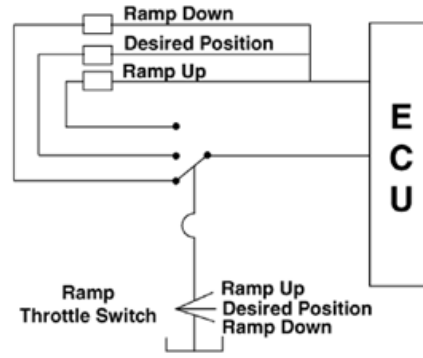 Ramp Down
Desired Position
Ramp Up
E
C
U
Ramp
Throttle Switch
Ramp Up
Desired Position
Ramp Down